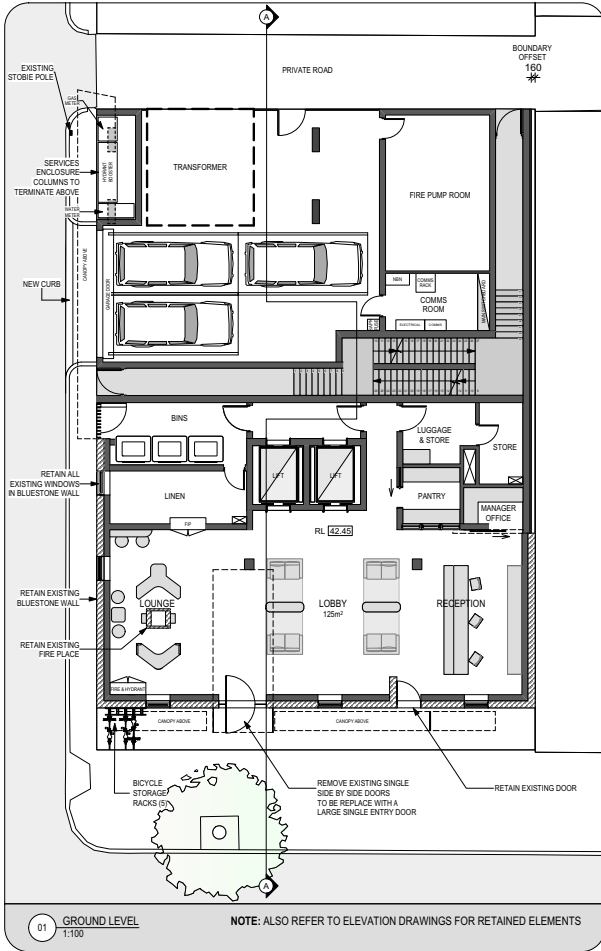 A
BOUNDARY
OFFSET
160
PRIVATE ROAD
EXISTING
STOBIE POLE
GAS
METER
TRANSFORMER
SERVICES
ENCLOSURE
COLUMNS TO
TERMINATE ABOVE
HYDRANT
BOOSTER
FIRE PUMP ROOM
WATER
METER
CANOPY ABOVE
GARAGE DOOR
NEW CURB
NBN
COMMS
RACK
COMMS
ROOM
ELECTRICAL
COMMS
BINS
LUGGAGE
& STORE
STORE
RETAIN ALL
EXISTING WINDOWS
IN BLUESTONE WALL
LIFT
LIFT
LINEN
PANTRY
MANAGER
OFFICE
FIP
RL 42.45
RETAIN EXISTING
BLUESTONE WALL
LOUNGE
LOBBY
125m²
RECEPTION
RETAIN EXISTING
FIRE PLACE
FIRE & HYDRANT
CANOPY ABOVE
CANOPY ABOVE
BICYCLE
STORAGE
RACKS (5)
REMOVE EXISTING SINGLE
SIDE BY SIDE DOORS
TO BE REPLACE WITH A
LARGE SINGLE ENTRY DOOR
RETAIN EXISTING DOOR
A
01 GROUND LEVEL
1:100
NOTE: ALSO REFER TO ELEVATION DRAWINGS FOR RETAINED ELEMENTS